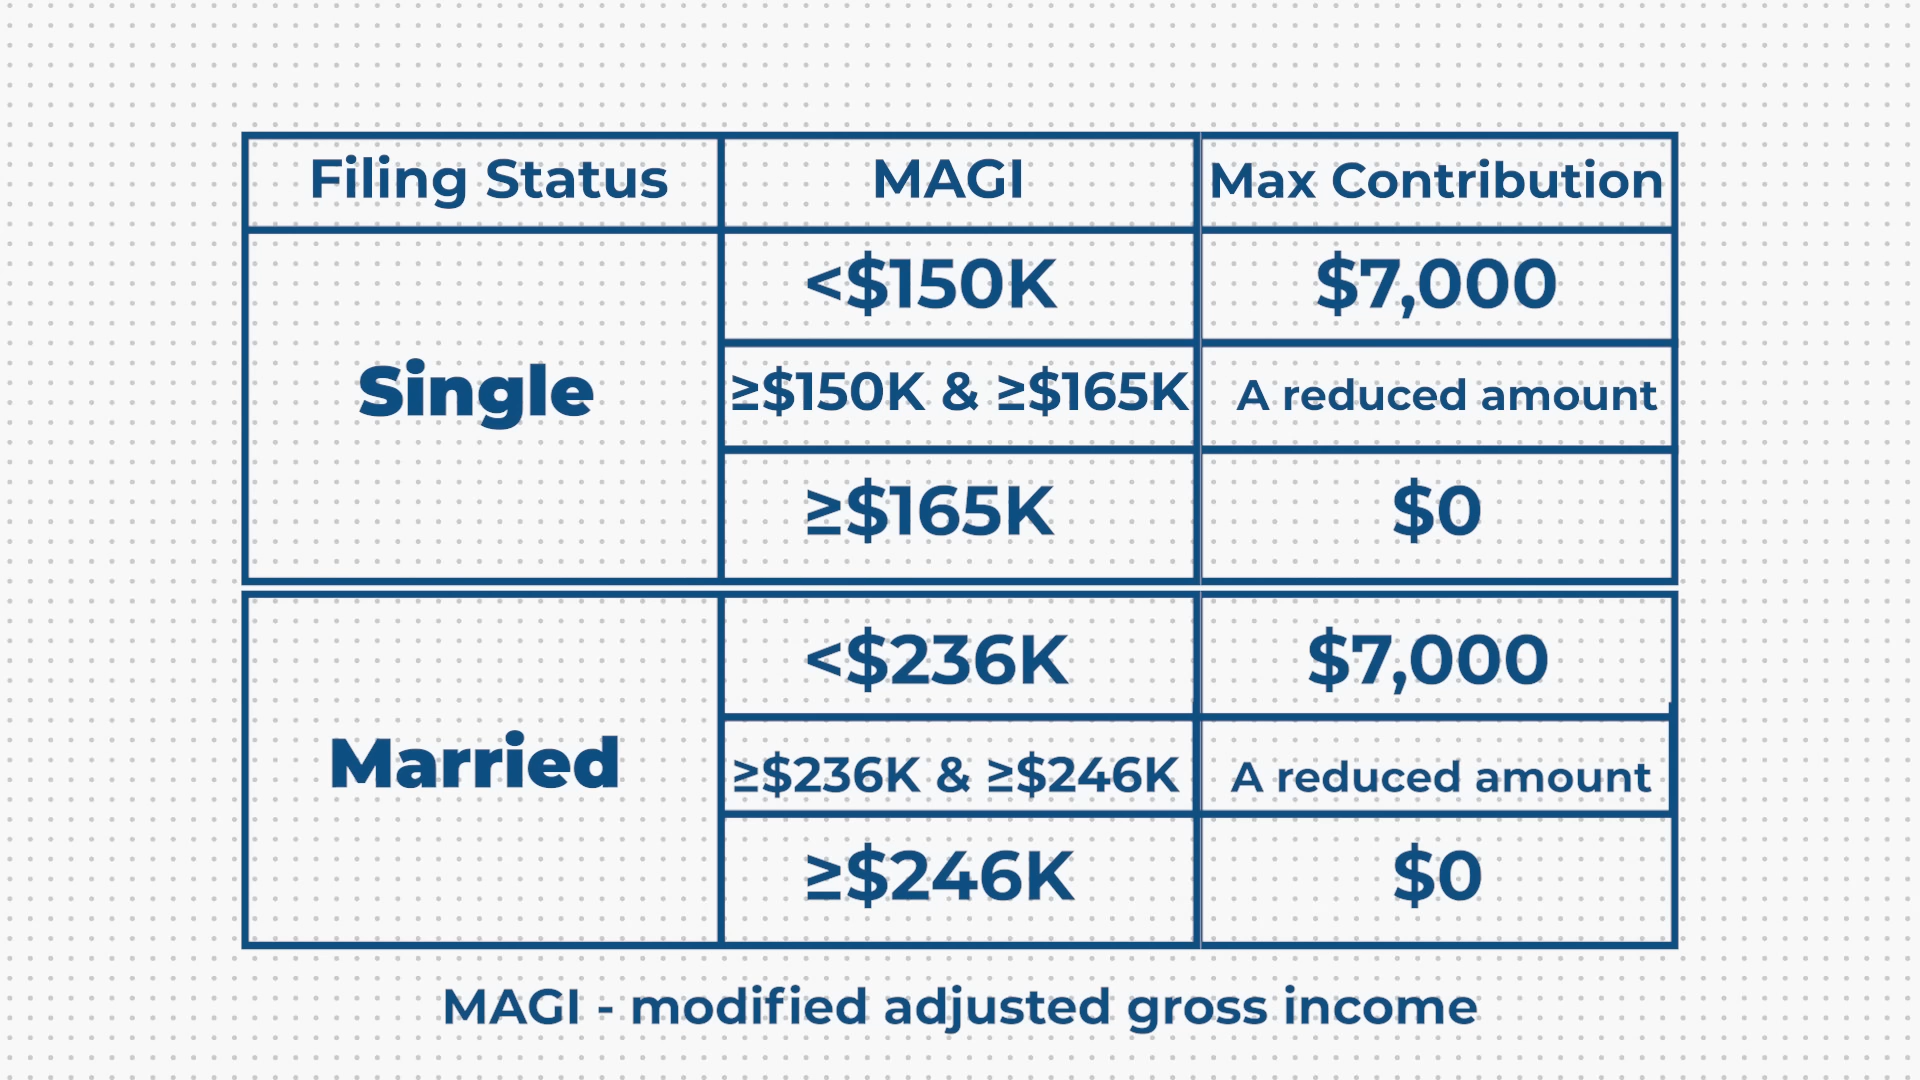 Filing Status MAGI Max Contribution
<$150K $7,000
Single ≥$150K & ≥$165K A reduced amount
≥$165K $0
<$236K $7,000
Married ≥$236K & ≥$246K A reduced amount
≥$246K $0
MAGI - modified adjusted gross income